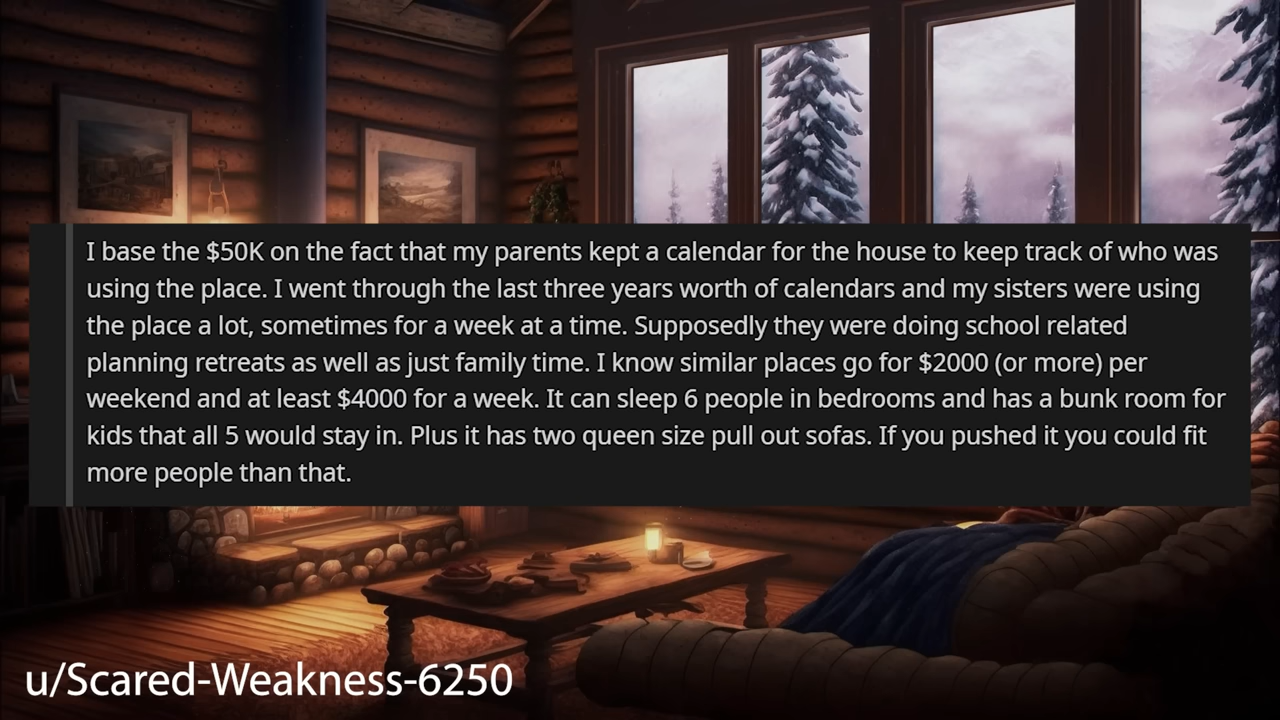 I base the $50K on the fact that my parents kept a calendar for the house to keep track of who was
using the place. I went through the last three years worth of calendars and my sisters were using
the place a lot, sometimes for a week at a time. Supposedly they were doing school related
planning retreats as well as just family time. I know similar places go for $2000 (or more) per
weekend and at least $4000 for a week. It can sleep 6 people in bedrooms and has a bunk room for
kids that all 5 would stay in. Plus it has two queen size pull out sofas. If you pushed it you could fit
more people than that.
u/Scared-Weakness-6250